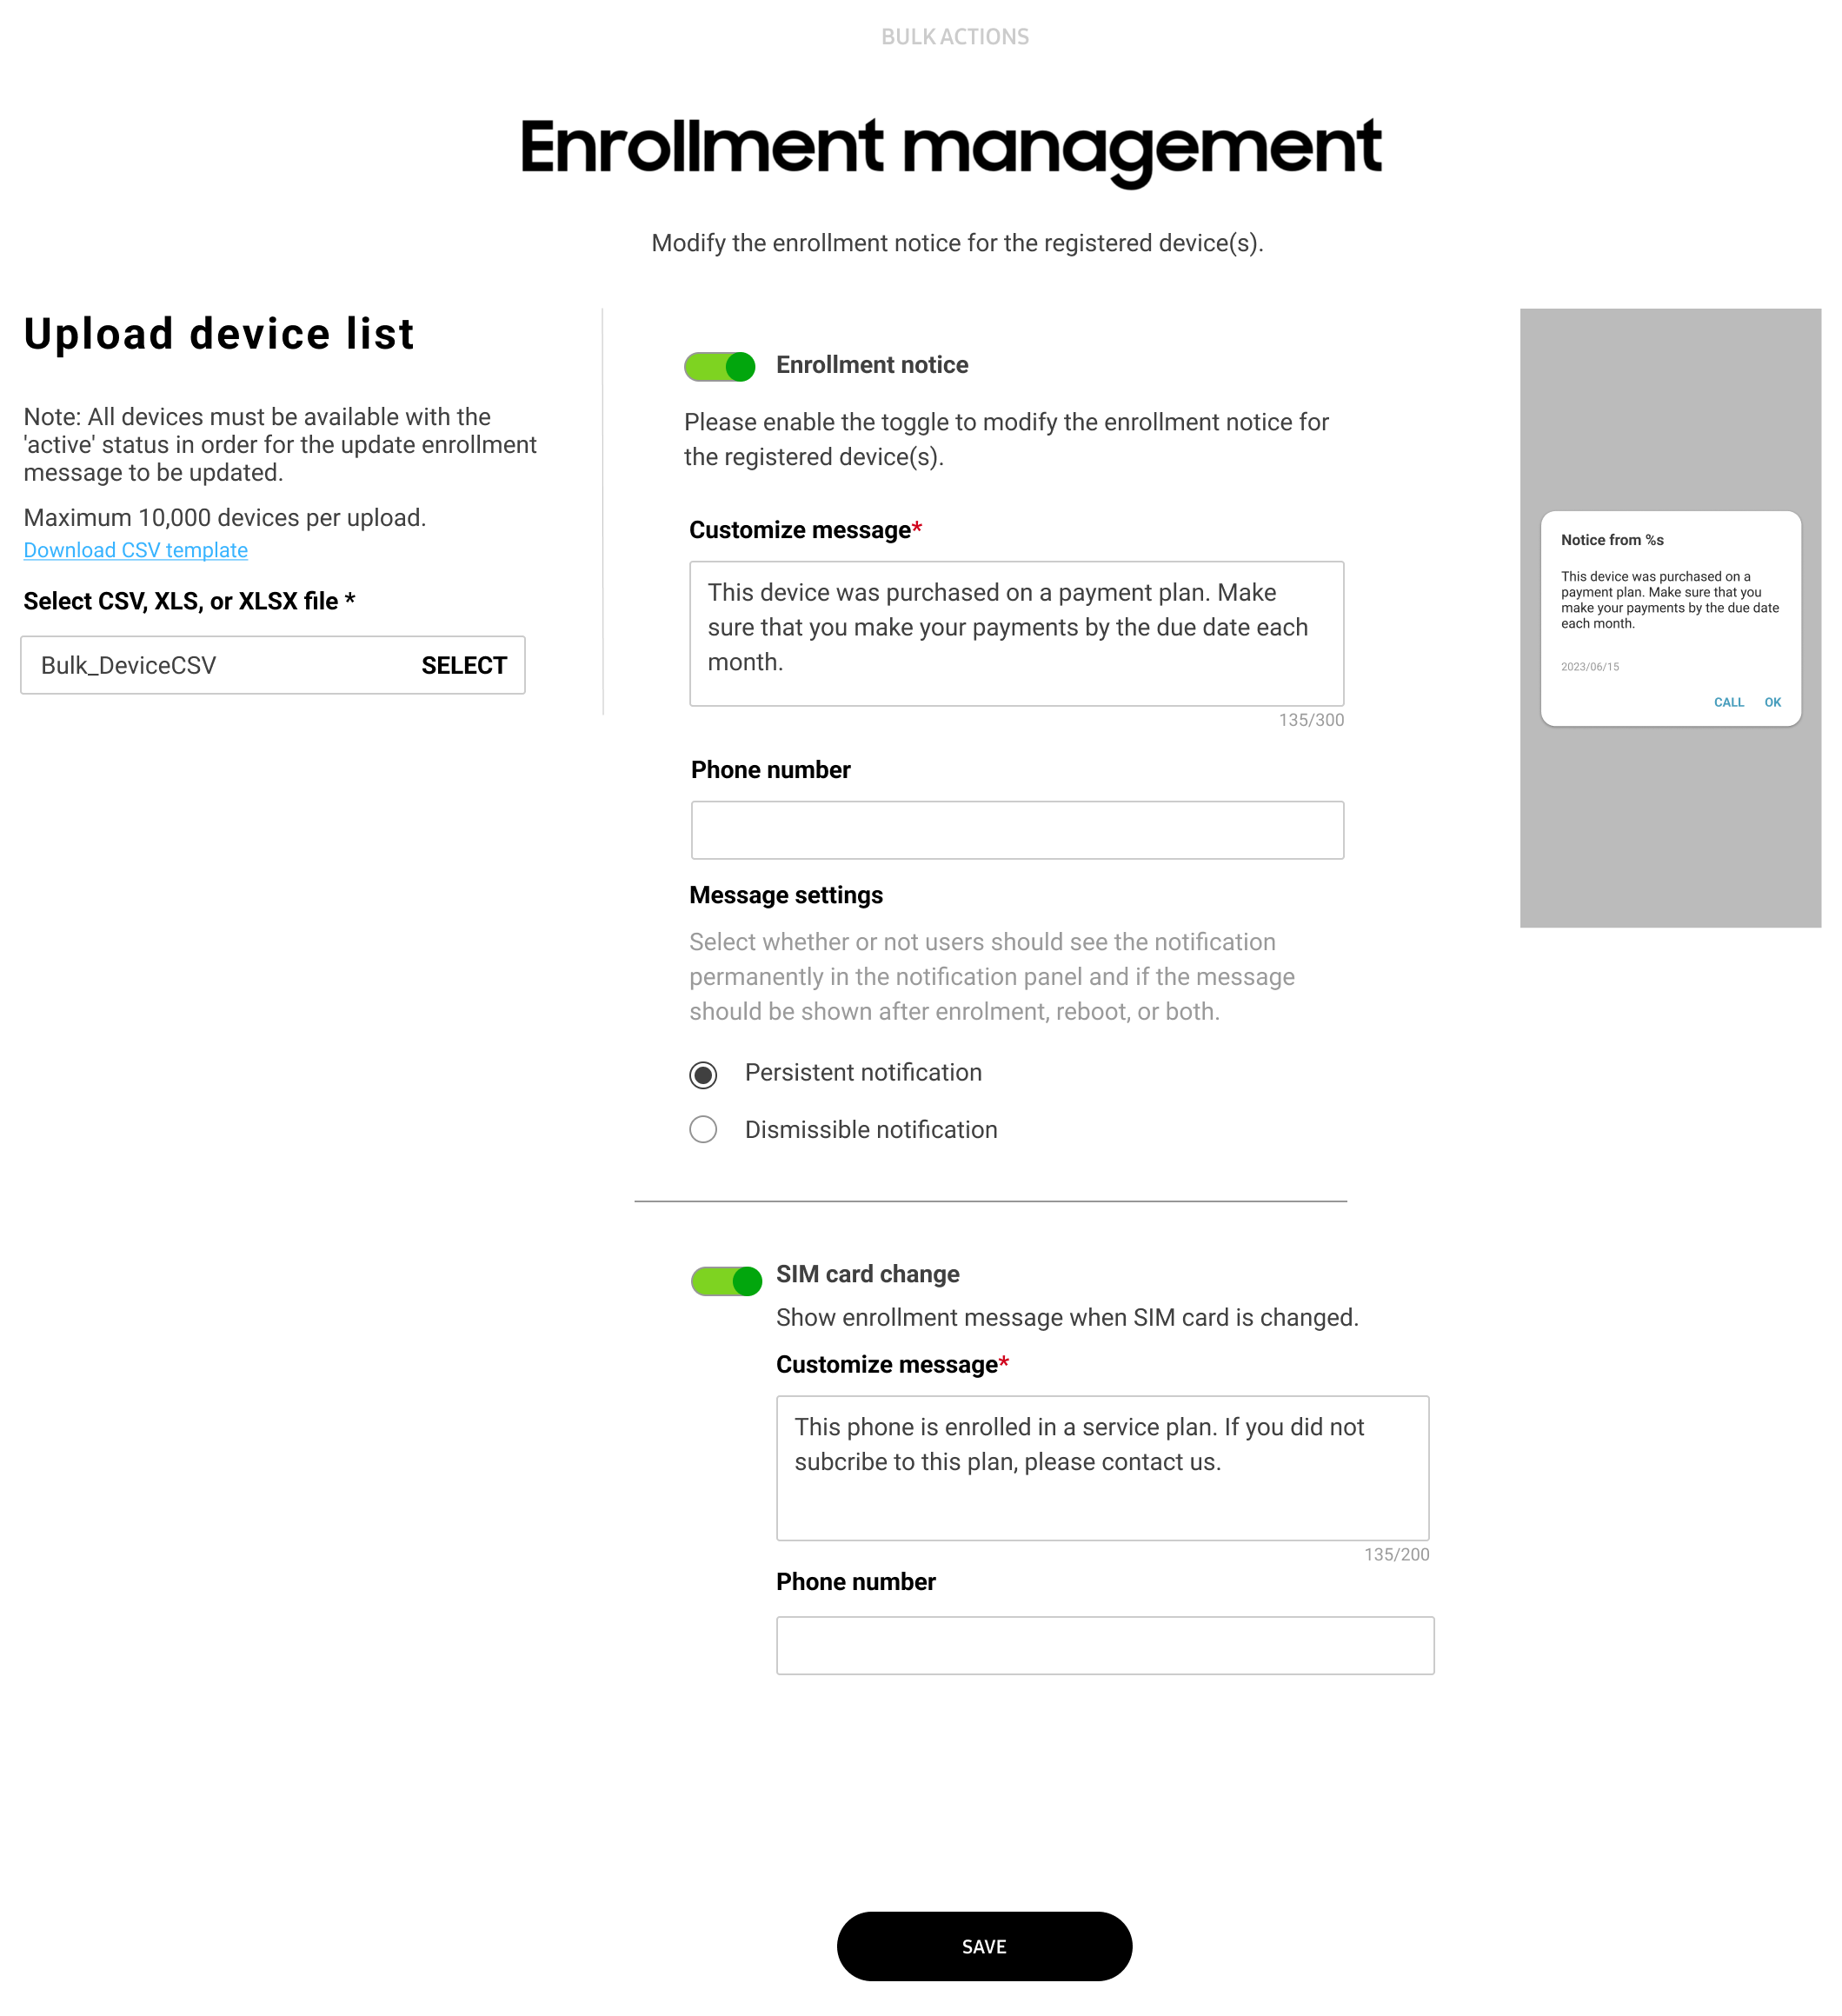 BULK ACTIONS
Enrollment management
Modify the enrollment notice for the registered device(s).
Upload device list
Note: All devices must be available with the
'active' status in order for the update enrollment
message to be updated.
Maximum 10,000 devices per upload.
Download CSV template
Select CSV, XLS, or XLSX file *
Bulk_DeviceCSV SELECT
Enrollment notice
Please enable the toggle to modify the enrollment notice for
the registered device(s).
Customize message*
This device was purchased on a payment plan. Make
sure that you make your payments by the due date each
month.
135/300
Phone number
Message settings
Select whether or not users should see the notification
permanently in the notification panel and if the message
should be shown after enrolment, reboot, or both.
Persistent notification
Dismissible notification
SIM card change
Show enrollment message when SIM card is changed.
Customize message*
This phone is enrolled in a service plan. If you did not
subcribe to this plan, please contact us.
135/200
Phone number
Notice from %s
This device was purchased on a
payment plan. Make sure that you
make your payments by the due date
each month.
2023/06/15
CALL OK
SAVE